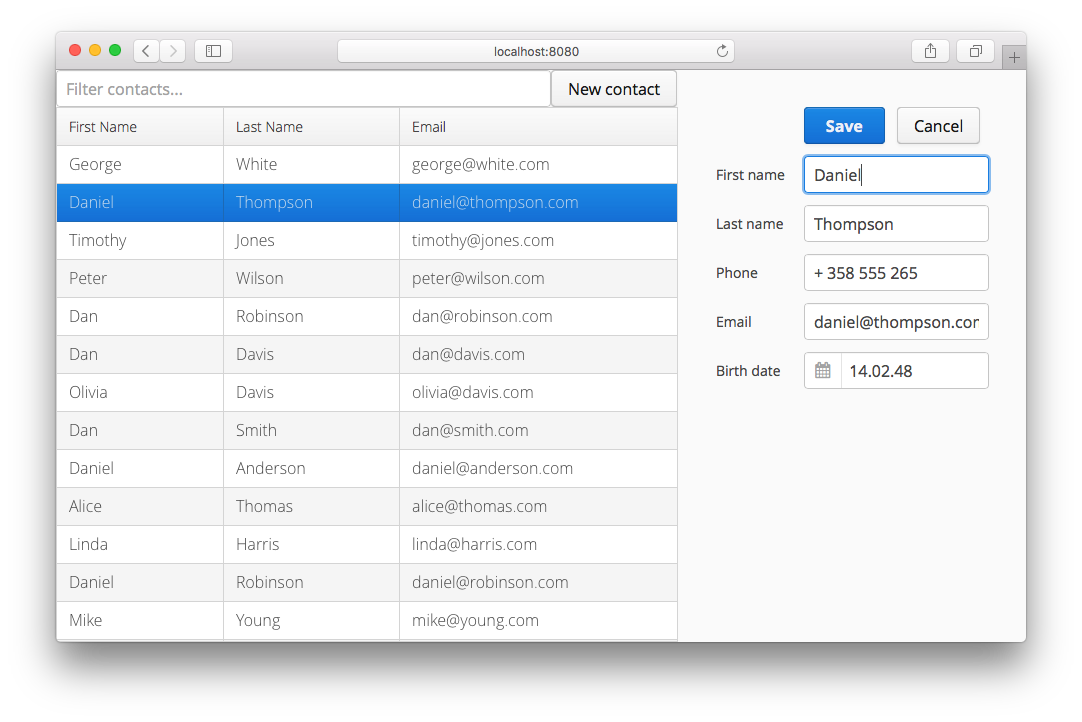 localhost:8080
Filter contacts...
New contact
First Name Last Name Email
George White george@white.com
Daniel Thompson daniel@thompson.com
Timothy Jones timothy@jones.com
Peter Wilson peter@wilson.com
Dan Robinson dan@robinson.com
Dan Davis dan@davis.com
Olivia Davis olivia@davis.com
Dan Smith dan@smith.com
Daniel Anderson daniel@anderson.com
Alice Thomas alice@thomas.com
Linda Harris linda@harris.com
Daniel Robinson daniel@robinson.com
Mike Young mike@young.com
Save Cancel
First name Daniel
Last name Thompson
Phone + 358 555 265
Email daniel@thompson.cor
Birth date 14.02.48